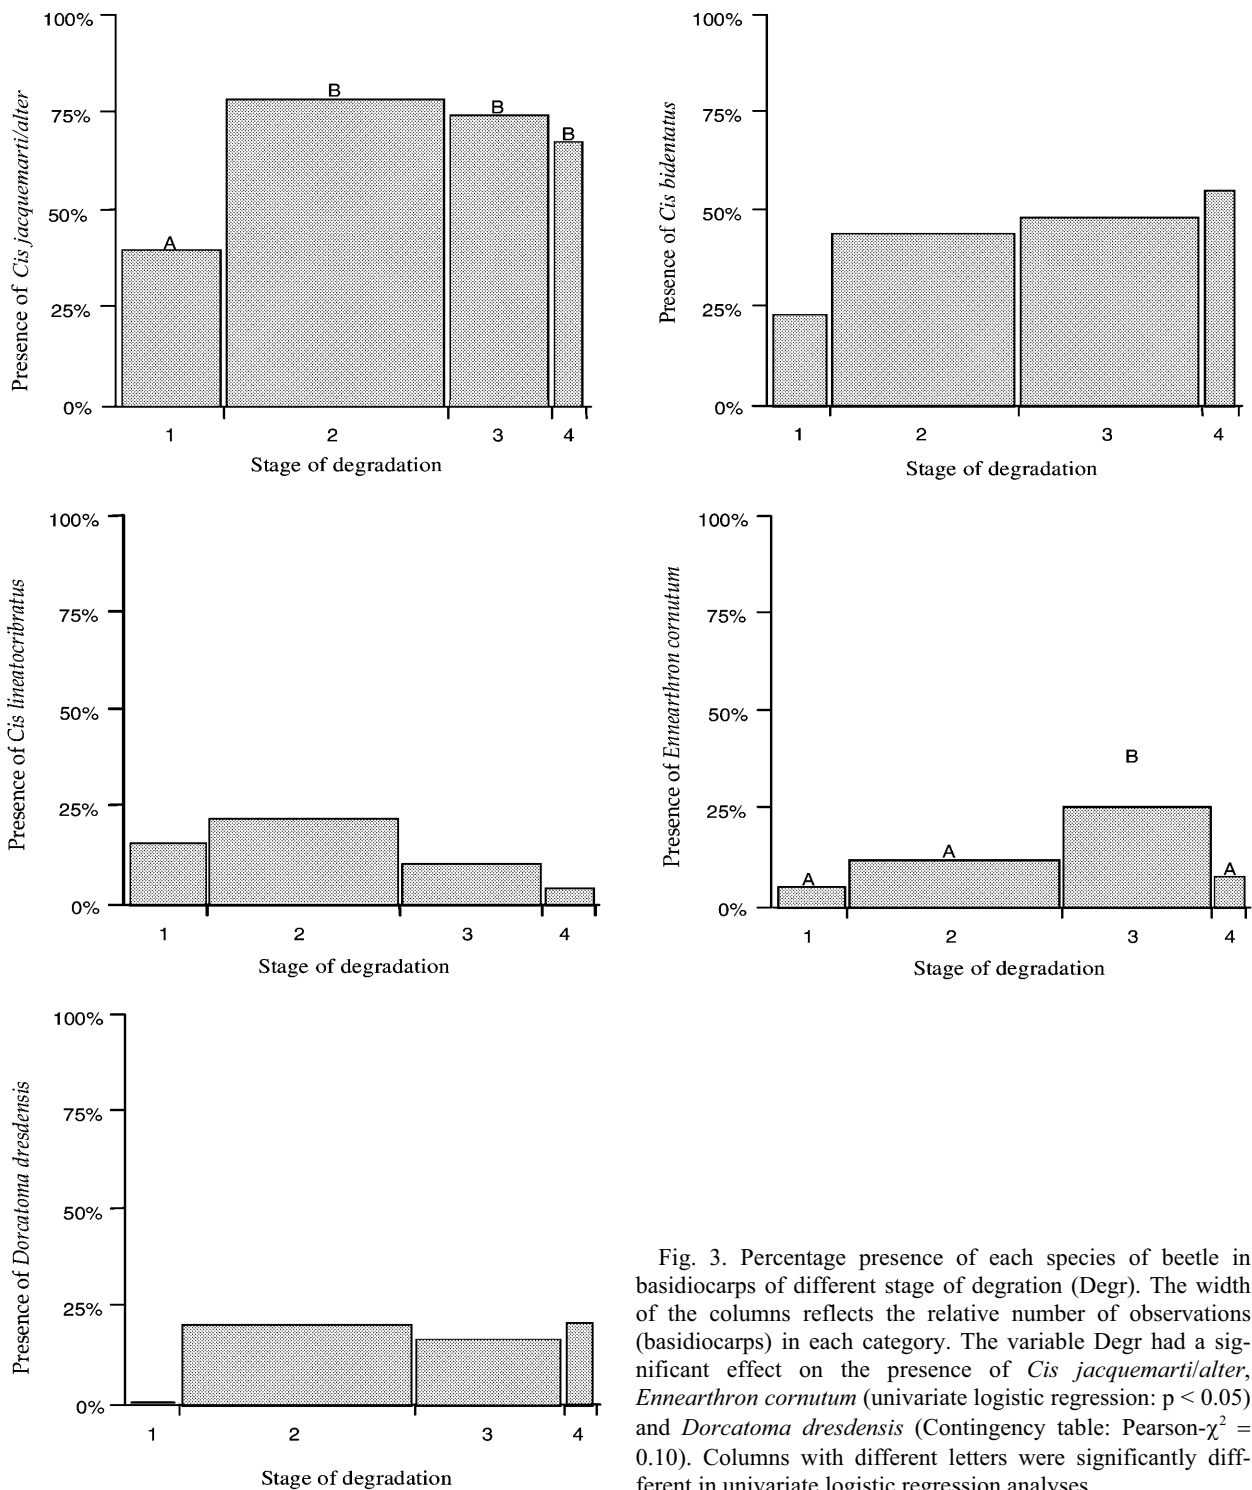 100%
75%
50%
25%
0%
Presence of Cis jacquemarti/alter
A
B
B
B
1 2 3 4
Stage of degradation
100%
75%
50%
25%
0%
Presence of Cis bidentatus
1 2 3 4
Stage of degradation
100%
75%
50%
25%
0%
Presence of Cis lineatocribratus
1 2 3 4
Stage of degradation
100%
75%
50%
25%
0%
Presence of Ennearthron cornutum
A
A
B
A
1 2 3 4
Stage of degradation
100%
75%
50%
25%
0%
Presence of Dorcatoma dresdensis
1 2 3 4
Stage of degradation
Fig. 3. Percentage presence of each species of beetle in
basidiocarps of different stage of degration (Degr). The width
of the columns reflects the relative number of observations
(basidiocarps) in each category. The variable Degr had a sig-
nificant effect on the presence of Cis jacquemarti/alter,
Ennearthron cornutum (univariate logistic regression: p < 0.05)
and Dorcatoma dresdensis (Contingency table: Pearson-χ² =
0.10). Columns with different letters were significantly diff-
ferent in univariate logistic regression analyses.